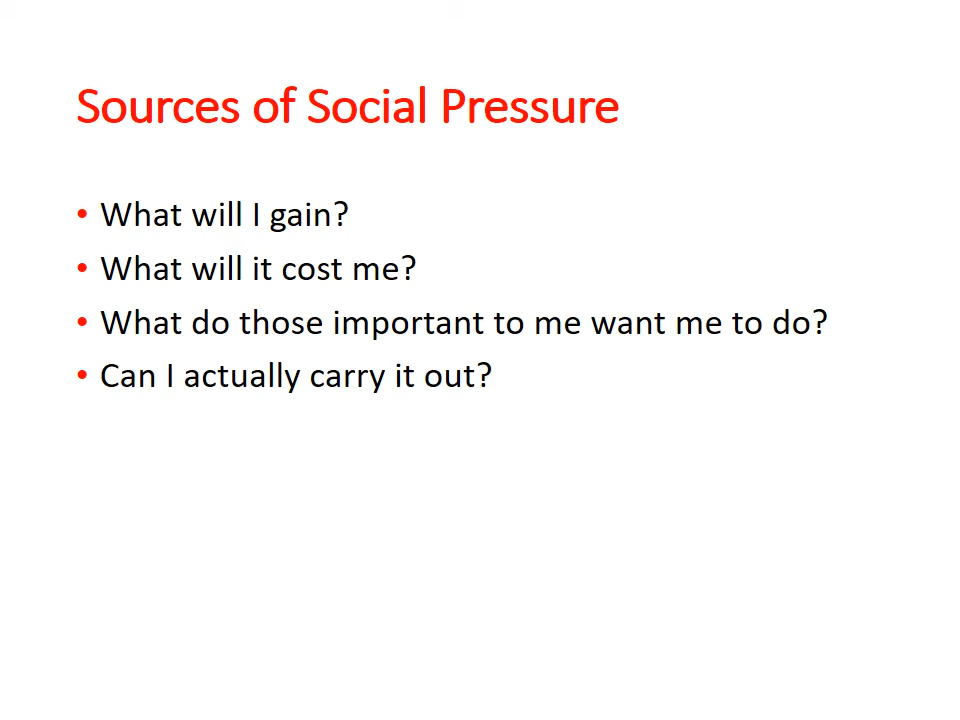 Sources of Social Pressure
• What will I gain?
• What will it cost me?
• What do those important to me want me to do?
• Can I actually carry it out?